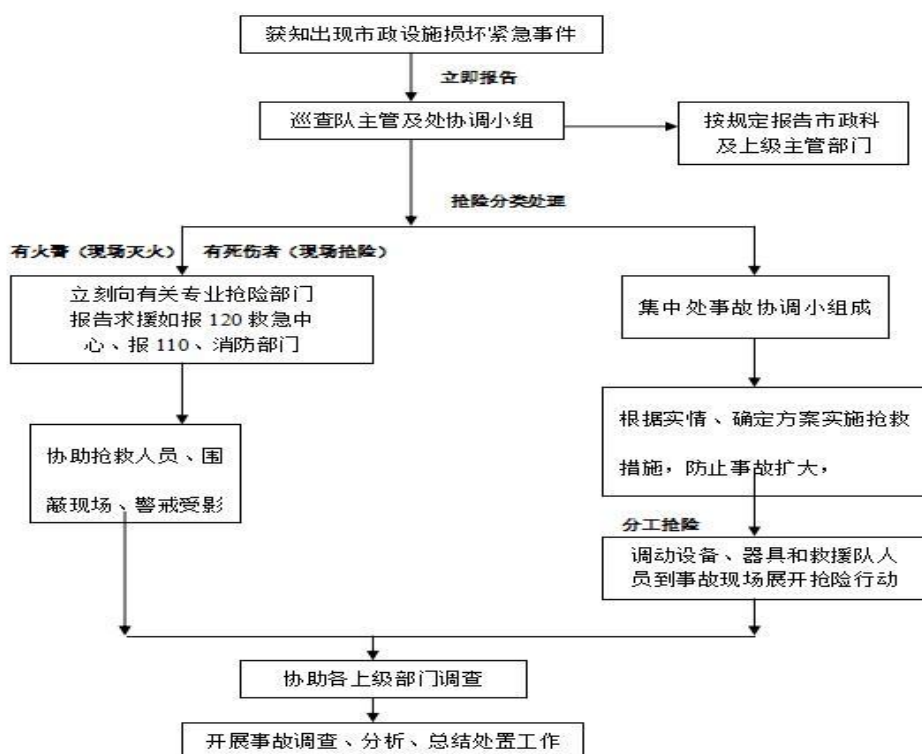 获知出现市政设施损坏紧急事件
立即报告
巡查队主管及处协调小组
按规定报告市政科
及上级主管部门
抢险分类处理
有火警（现场灭火）
有死伤者（现场抢险）
立刻向有关专业抢险部门
报告求援如报 120 救急中
心、报 110、消防部门
集中处事故协调小组成
协助抢救人员、围
蔽现场、警戒受影
根据实情、确定方案实施抢救
措施，防止事故扩大，
分工抢险
调动设备、器具和救援队人
员到事故现场展开抢险行动
协助各上级部门调查
开展事故调查、分析、总结处置工作